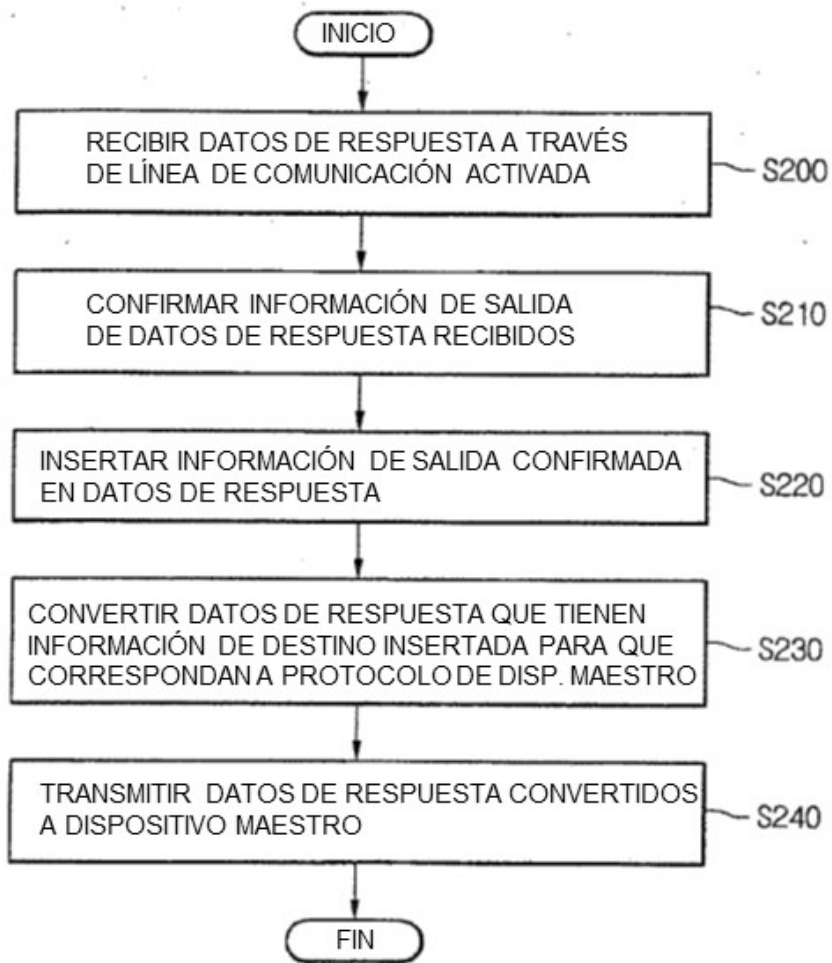 INICIO
RECIBIR DATOS DE RESPUESTA A TRAVÉS
DE LÍNEA DE COMUNICACIÓN ACTIVADA
S200
CONFIRMAR INFORMACIÓN DE SALIDA
DE DATOS DE RESPUESTA RECIBIDOS
S210
INSERTAR INFORMACIÓN DE SALIDA CONFIRMADA
EN DATOS DE RESPUESTA
S220
CONVERTIR DATOS DE RESPUESTA QUE TIENEN
INFORMACIÓN DE DESTINO INSERTADA PARA QUE
CORRESPONDAN A PROTOCOLO DE DISP. MAESTRO
S230
TRANSMITIR DATOS DE RESPUESTA CONVERTIDOS
A DISPOSITIVO MAESTRO
S240
FIN